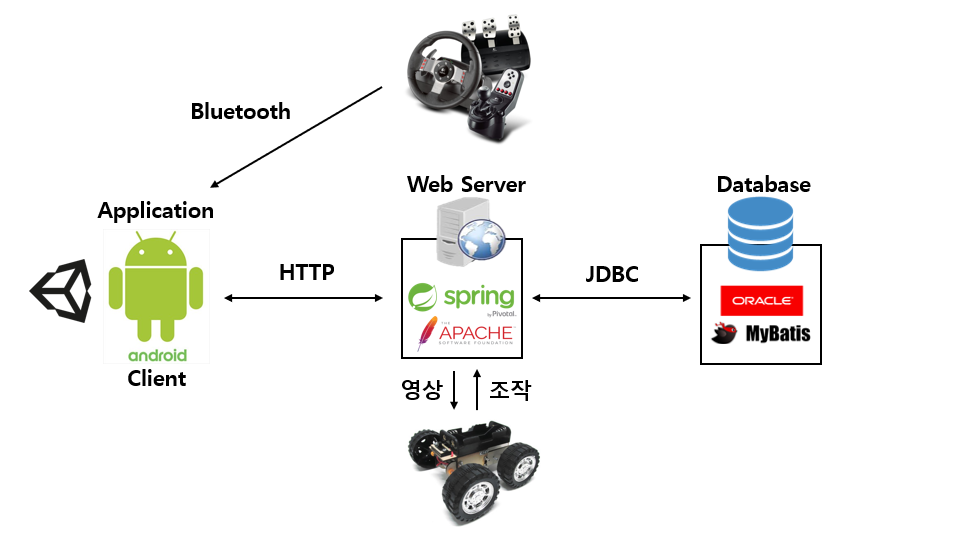 Bluetooth
Web Server
Database
Application
HTTP
JDBC
spring
by Pivotal.
ORACLE
THE
APACHE
SOFTWARE FOUNDATION
MyBatis
android
Client
영상
조작